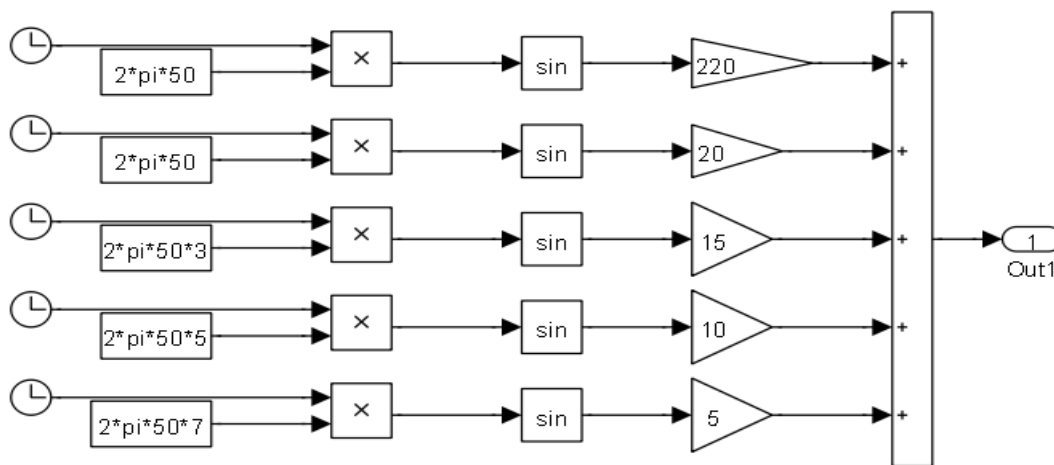 2*pi*50
×
sin
220
+
2*pi*50
×
sin
20
+
2*pi*50*3
×
sin
15
+
1
Out1
2*pi*50*5
×
sin
10
+
2*pi*50*7
×
sin
5
+